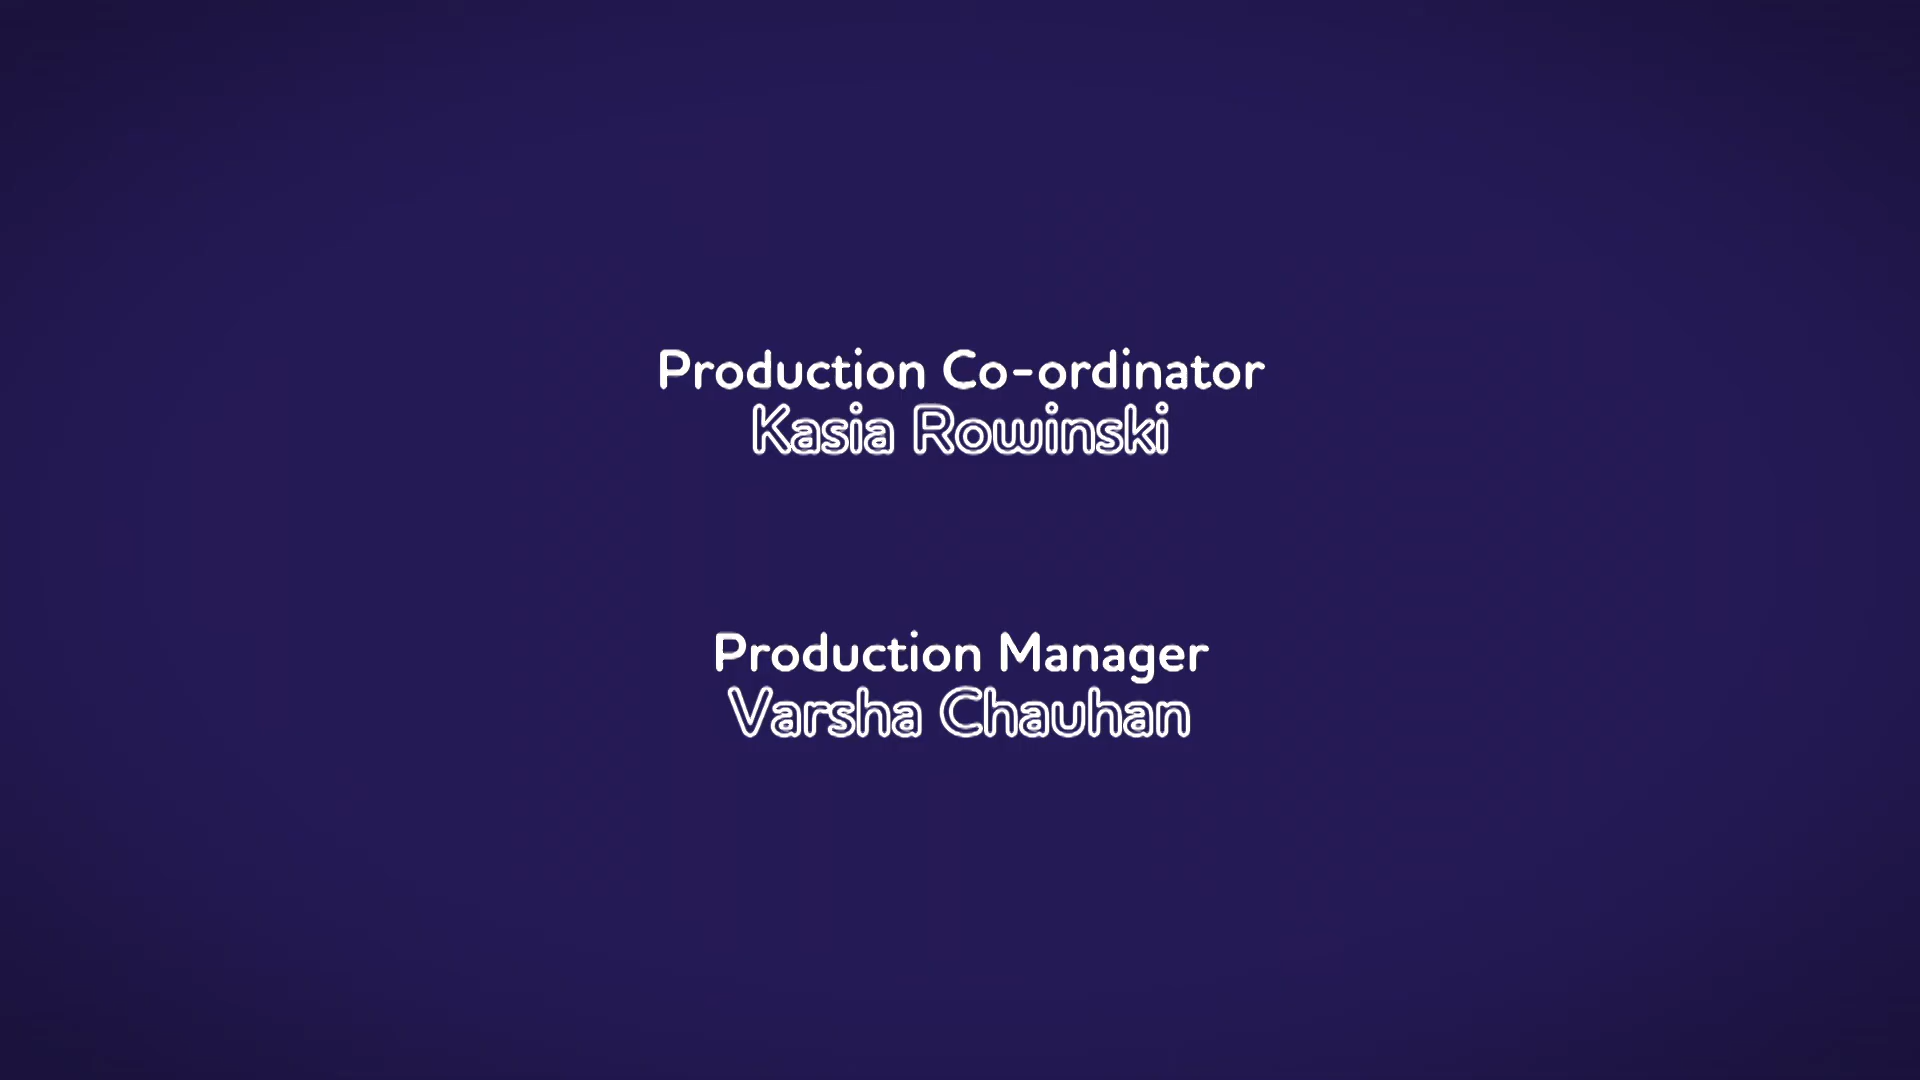 Production Co-ordinator
Kasia Rowinski
Production Manager
Varsha Chauhan